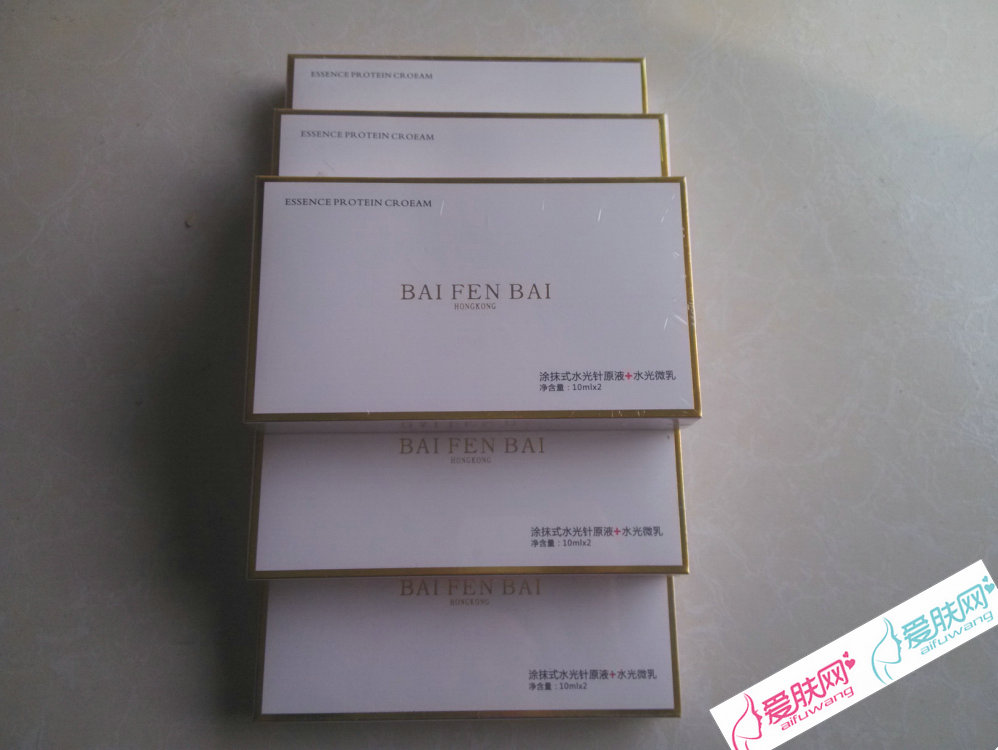 ESSENCE PROTEIN CROEAM
ESSENCE PROTEIN CROEAM
ESSENCE PROTEIN CROEAM
BAI FEN BAI
HONGKONG
涂抹式水光针原液+水光微乳
净含量：10mlx2
BAI FEN BAI
HONGKONG
涂抹式水光针原液+水光微乳
净含量：10mlx2
BAI FEN BAI
HONGKONG
涂抹式水光针原液+水光微乳
净含量：10mlx2
爱肤网
aifuwang
爱肤网
aifuwang